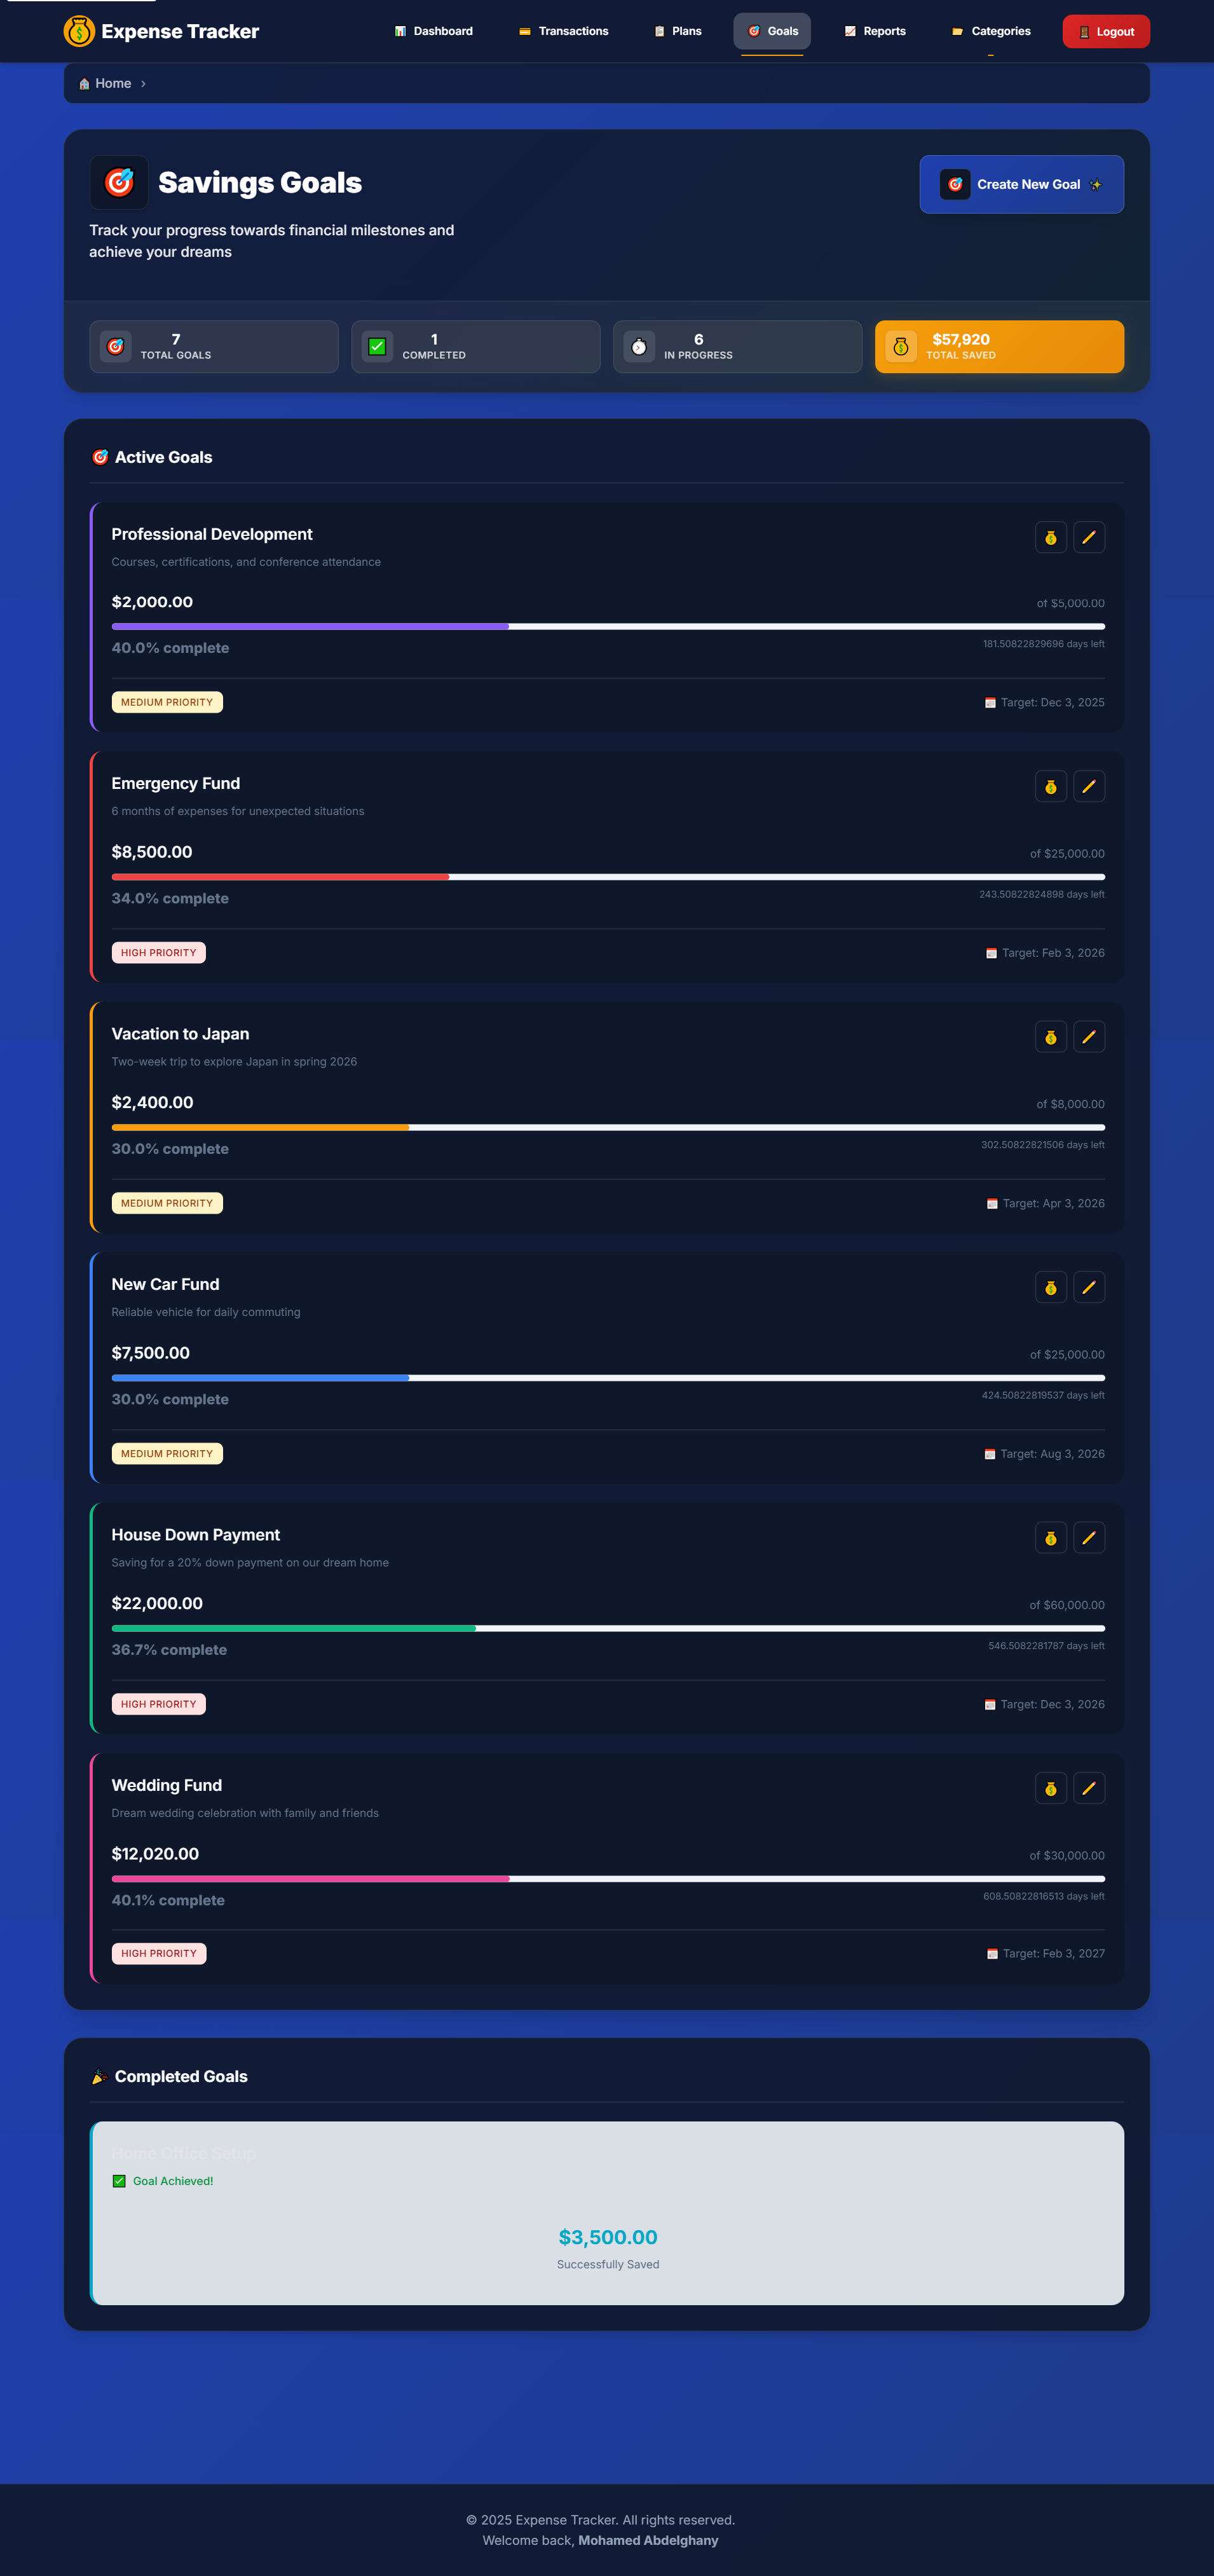 Expense Tracker
Dashboard
Transactions
Plans
Goals
Reports
Categories
Logout
Home ›
Savings Goals
Create New Goal
Track your progress towards financial milestones and
achieve your dreams
7
TOTAL GOALS
1
COMPLETED
6
IN PROGRESS
$57,920
TOTAL SAVED
Active Goals
Professional Development
Courses, certifications, and conference attendance
$2,000.00
of $5,000.00
40.0% complete
181.50822829696 days left
MEDIUM PRIORITY
Target: Dec 3, 2025
Emergency Fund
6 months of expenses for unexpected situations
$8,500.00
of $25,000.00
34.0% complete
243.50822824898 days left
HIGH PRIORITY
Target: Feb 3, 2026
Vacation to Japan
Two-week trip to explore Japan in spring 2026
$2,400.00
of $8,000.00
30.0% complete
302.50822821506 days left
MEDIUM PRIORITY
Target: Apr 3, 2026
New Car Fund
Reliable vehicle for daily commuting
$7,500.00
of $25,000.00
30.0% complete
424.50822819537 days left
MEDIUM PRIORITY
Target: Aug 3, 2026
House Down Payment
Saving for a 20% down payment on our dream home
$22,000.00
of $60,000.00
36.7% complete
546.5082281787 days left
HIGH PRIORITY
Target: Dec 3, 2026
Wedding Fund
Dream wedding celebration with family and friends
$12,020.00
of $30,000.00
40.1% complete
608.50822816513 days left
HIGH PRIORITY
Target: Feb 3, 2027
Completed Goals
Home Office Setup
Goal Achieved!
$3,500.00
Successfully Saved
© 2025 Expense Tracker. All rights reserved.
Welcome back, Mohamed Abdelghany